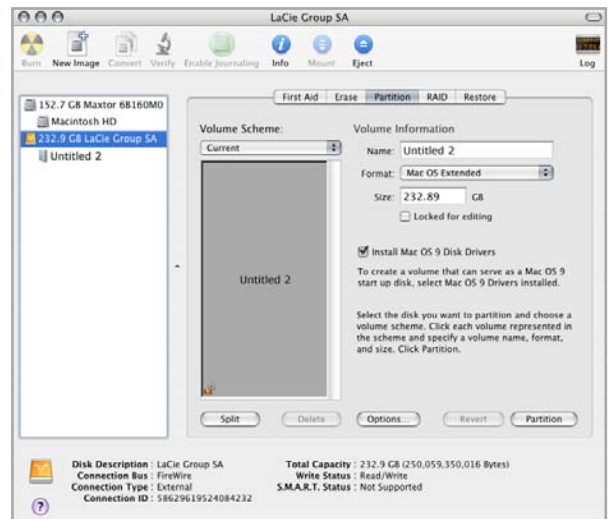 LaCie Group SA
Burn New Image Convert Verify Enable Journaling Info Mount Eject Log
152.7 GB Maxtor 6B160M0
Macintosh HD
232.9 GB LaCie Group SA
Untitled 2
First Aid Erase Partition RAID Restore
Volume Scheme:
Current
Untitled 2
Volume Information
Name: Untitled 2
Format: Mac OS Extended
Size: 232.89 GB
Locked for editing
Install Mac OS 9 Disk Drivers
To create a volume that can serve as a Mac OS 9
start up disk, select Mac OS 9 Drivers installed.
Select the disk you want to partition and choose a
volume scheme. Click each volume represented in
the scheme and specify a volume name, format,
and size. Click Partition.
Split Delete Options... Revert Partition
Disk Description : LaCie Group SA
Connection Bus : FireWire
Connection Type : External
Connection ID : 58629619524084232
Total Capacity : 232.9 GB (250,059,350,016 Bytes)
Write Status : Read/Write
S.M.A.R.T. Status : Not Supported
?